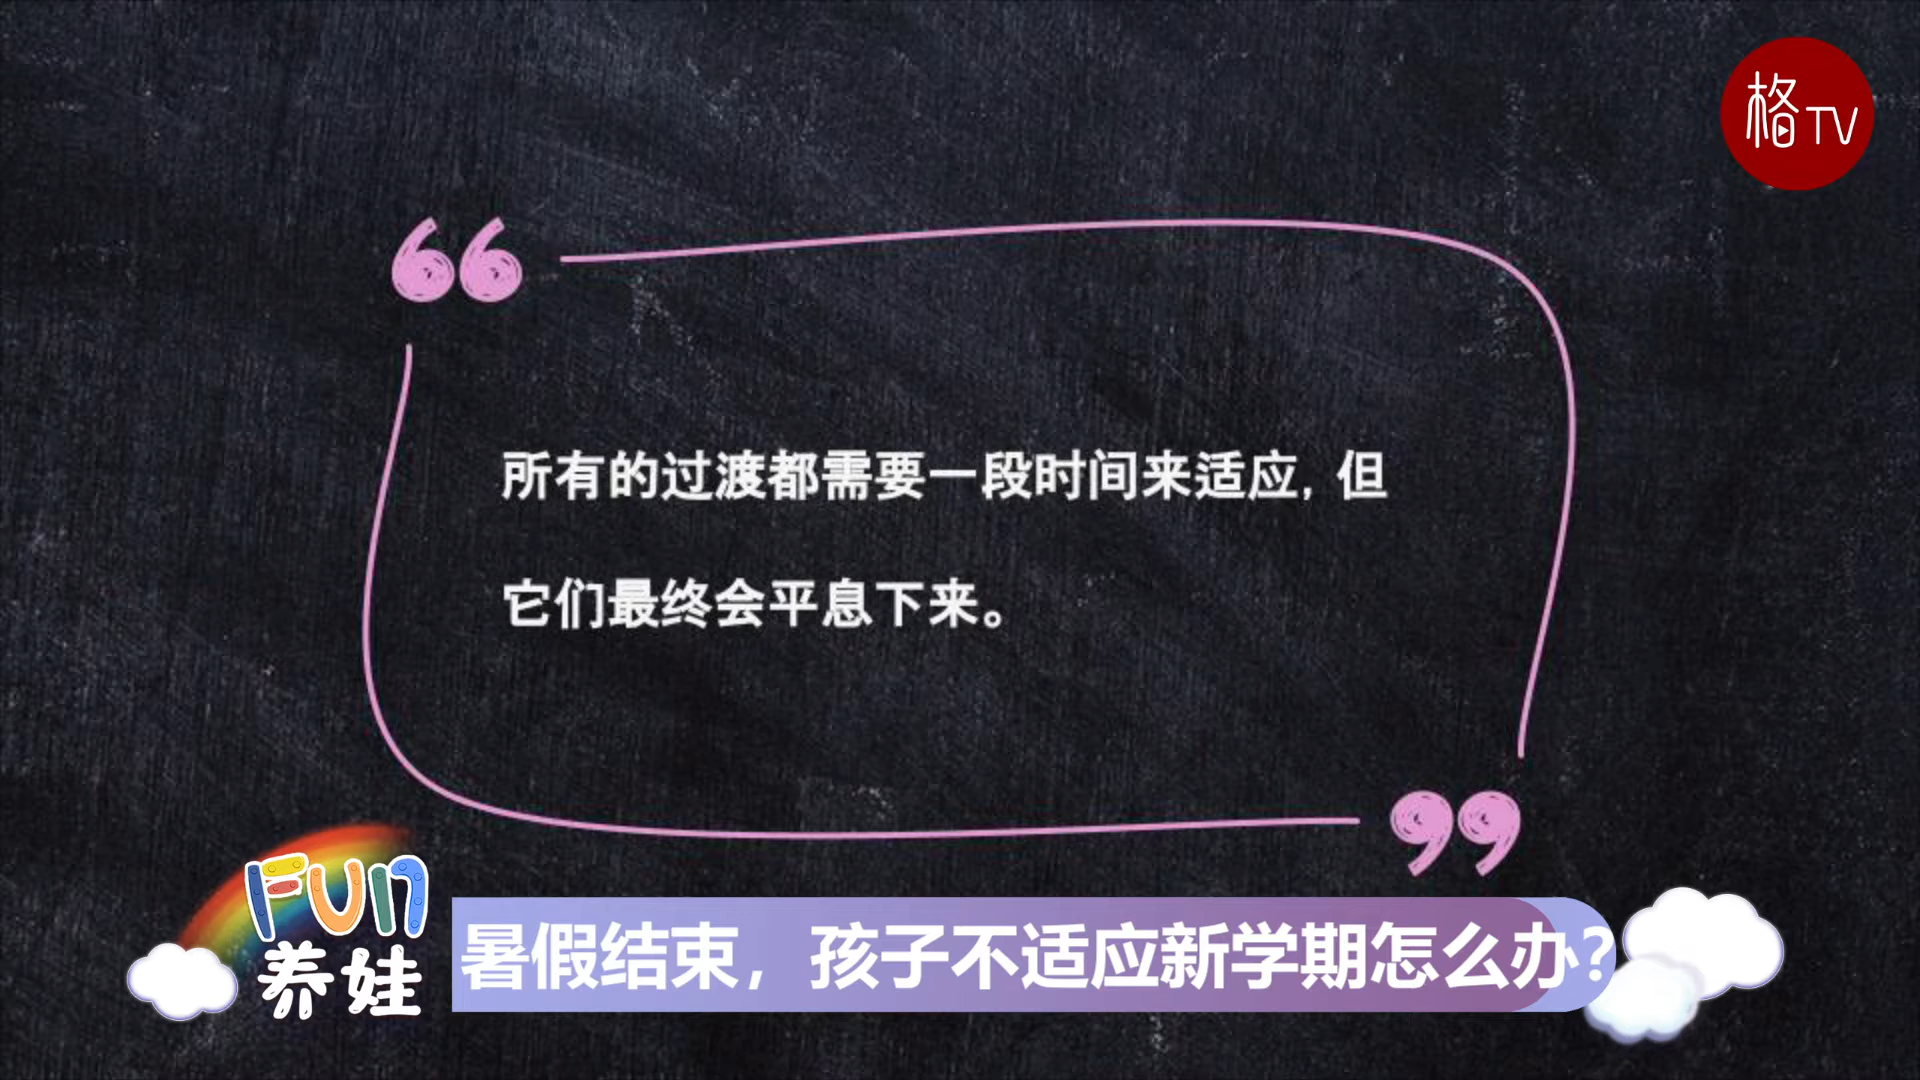 格TV
所有的过渡都需要一段时间来适应，但
它们最终会平息下来。
Fun
养娃
暑假结束，孩子不适应新学期怎么办？